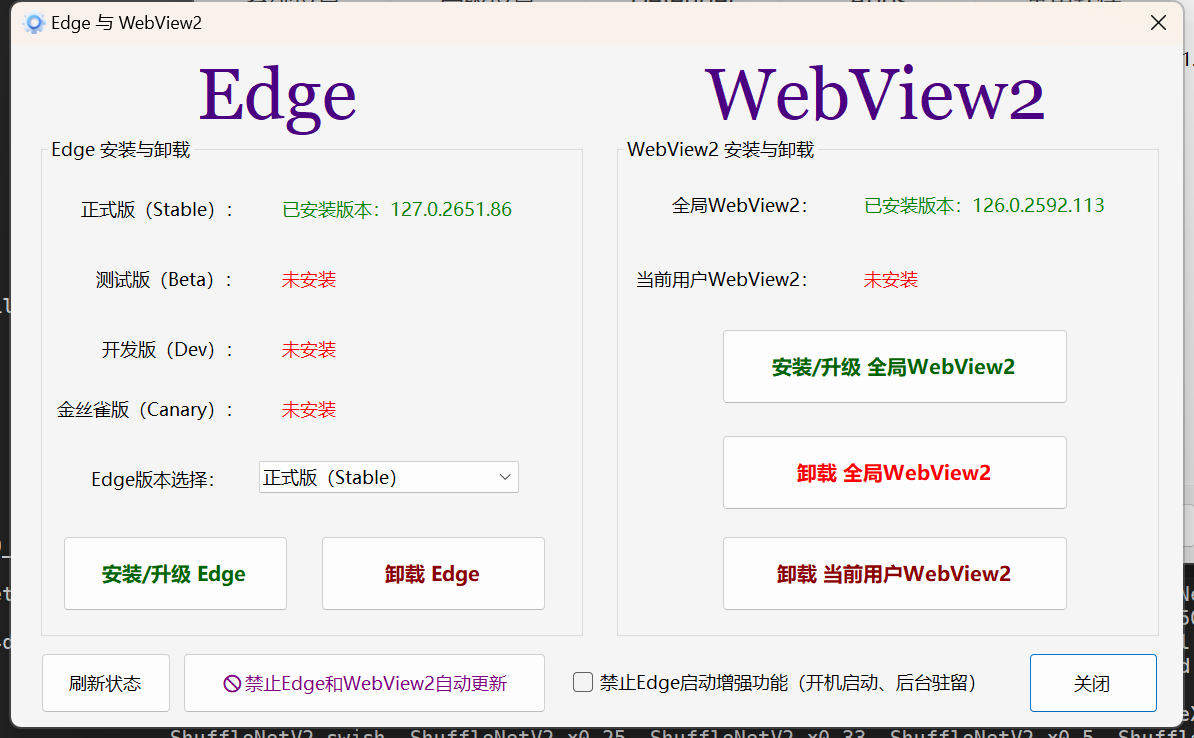 Edge 与 WebView2
Edge
WebView2
Edge 安装与卸载
正式版（Stable）:
已安装版本：127.0.2651.86
测试版（Beta）:
未安装
开发版（Dev）:
未安装
金丝雀版（Canary）:
未安装
Edge版本选择：
正式版（Stable）
安装/升级 Edge
卸载 Edge
WebView2 安装与卸载
全局WebView2：
已安装版本：126.0.2592.113
当前用户WebView2：
未安装
安装/升级 全局WebView2
卸载 全局WebView2
卸载 当前用户WebView2
刷新状态
禁止Edge和WebView2自动更新
禁止Edge启动增强功能（开机启动、后台驻留）
关闭
ShuffleNetV2_swish, ShuffleNetV2_x0_25, ShuffleNetV2_x0_33, ShuffleNetV2_x0_5,